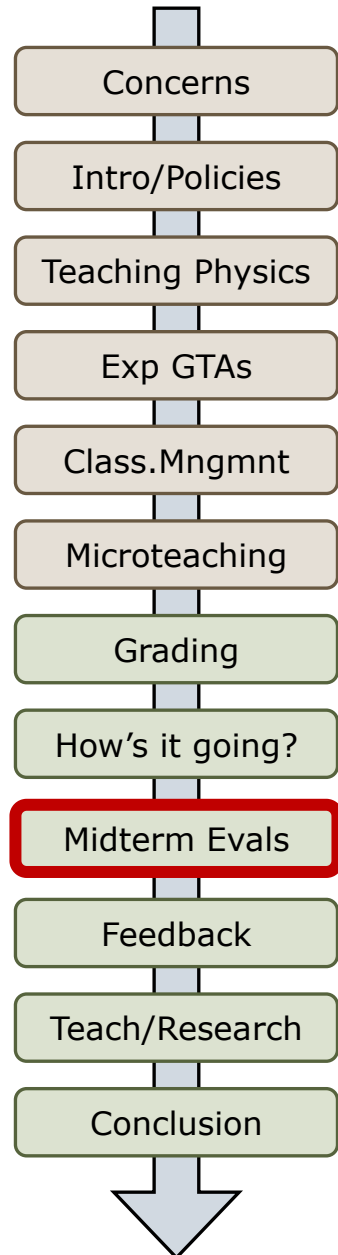 Concerns
Intro/Policies
Teaching Physics
Exp GTAs
Class.Mngmnt
Microteaching
Grading
How’s it going?
Midterm Evals
Feedback
Teach/Research
Conclusion